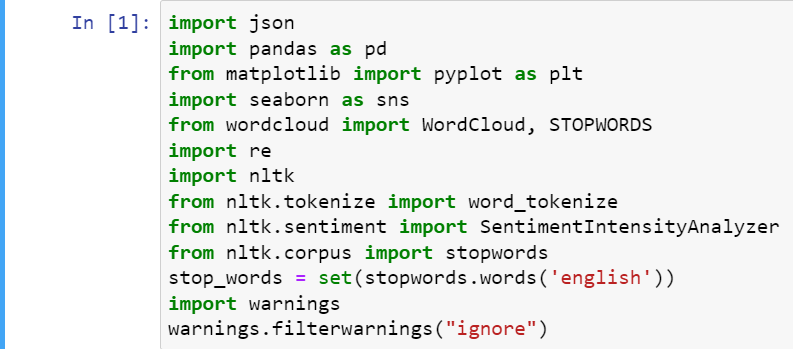 In [1]: import json
import pandas as pd
from matplotlib import pyplot as plt
import seaborn as sns
from wordcloud import WordCloud, STOPWORDS
import re
import nltk
from nltk.tokenize import word_tokenize
from nltk.sentiment import SentimentIntensityAnalyzer
from nltk.corpus import stopwords
stop_words = set(stopwords.words('english'))
import warnings
warnings.filterwarnings("ignore")